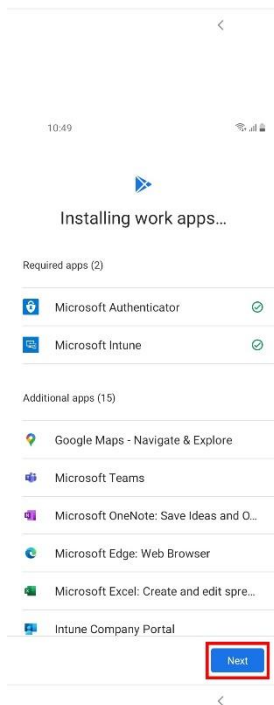 10:49
Installing work apps...
Required apps (2)
Microsoft Authenticator
Microsoft Intune
Additional apps (15)
Google Maps - Navigate & Explore
Microsoft Teams
Microsoft OneNote: Save Ideas and O...
Microsoft Edge: Web Browser
Microsoft Excel: Create and edit spre...
Intune Company Portal
Next